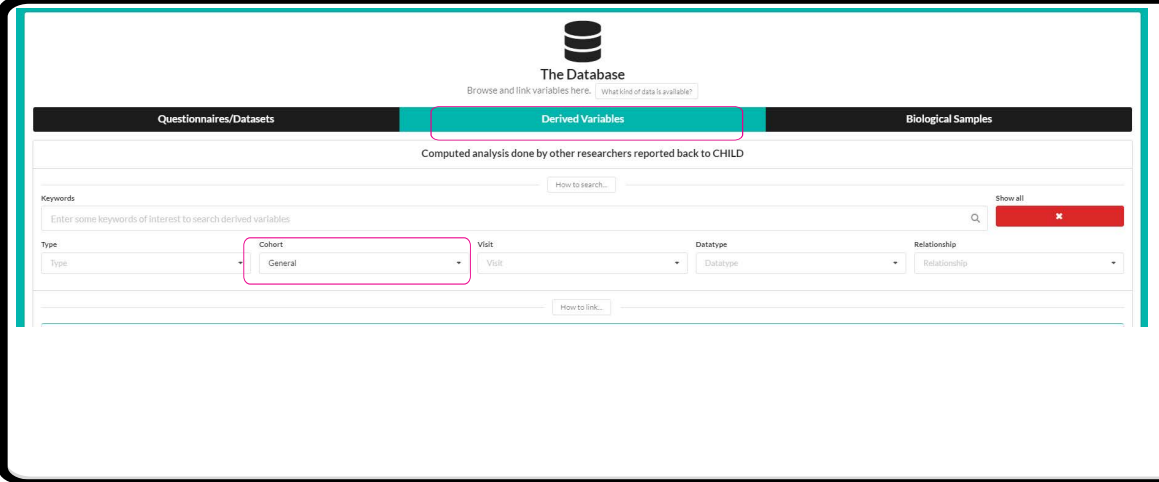 The Database
Browse and link variables here. What kind of data is available?
Questionnaires/Datasets Derived Variables Biological Samples
Computed analysis done by other researchers reported back to CHILD
How to search...
Keywords Show all
Enter some keywords of interest to search derived variables
Type Cohort Visit Datatype Relationship
Type General Visit Datatype Relationship
How to link...